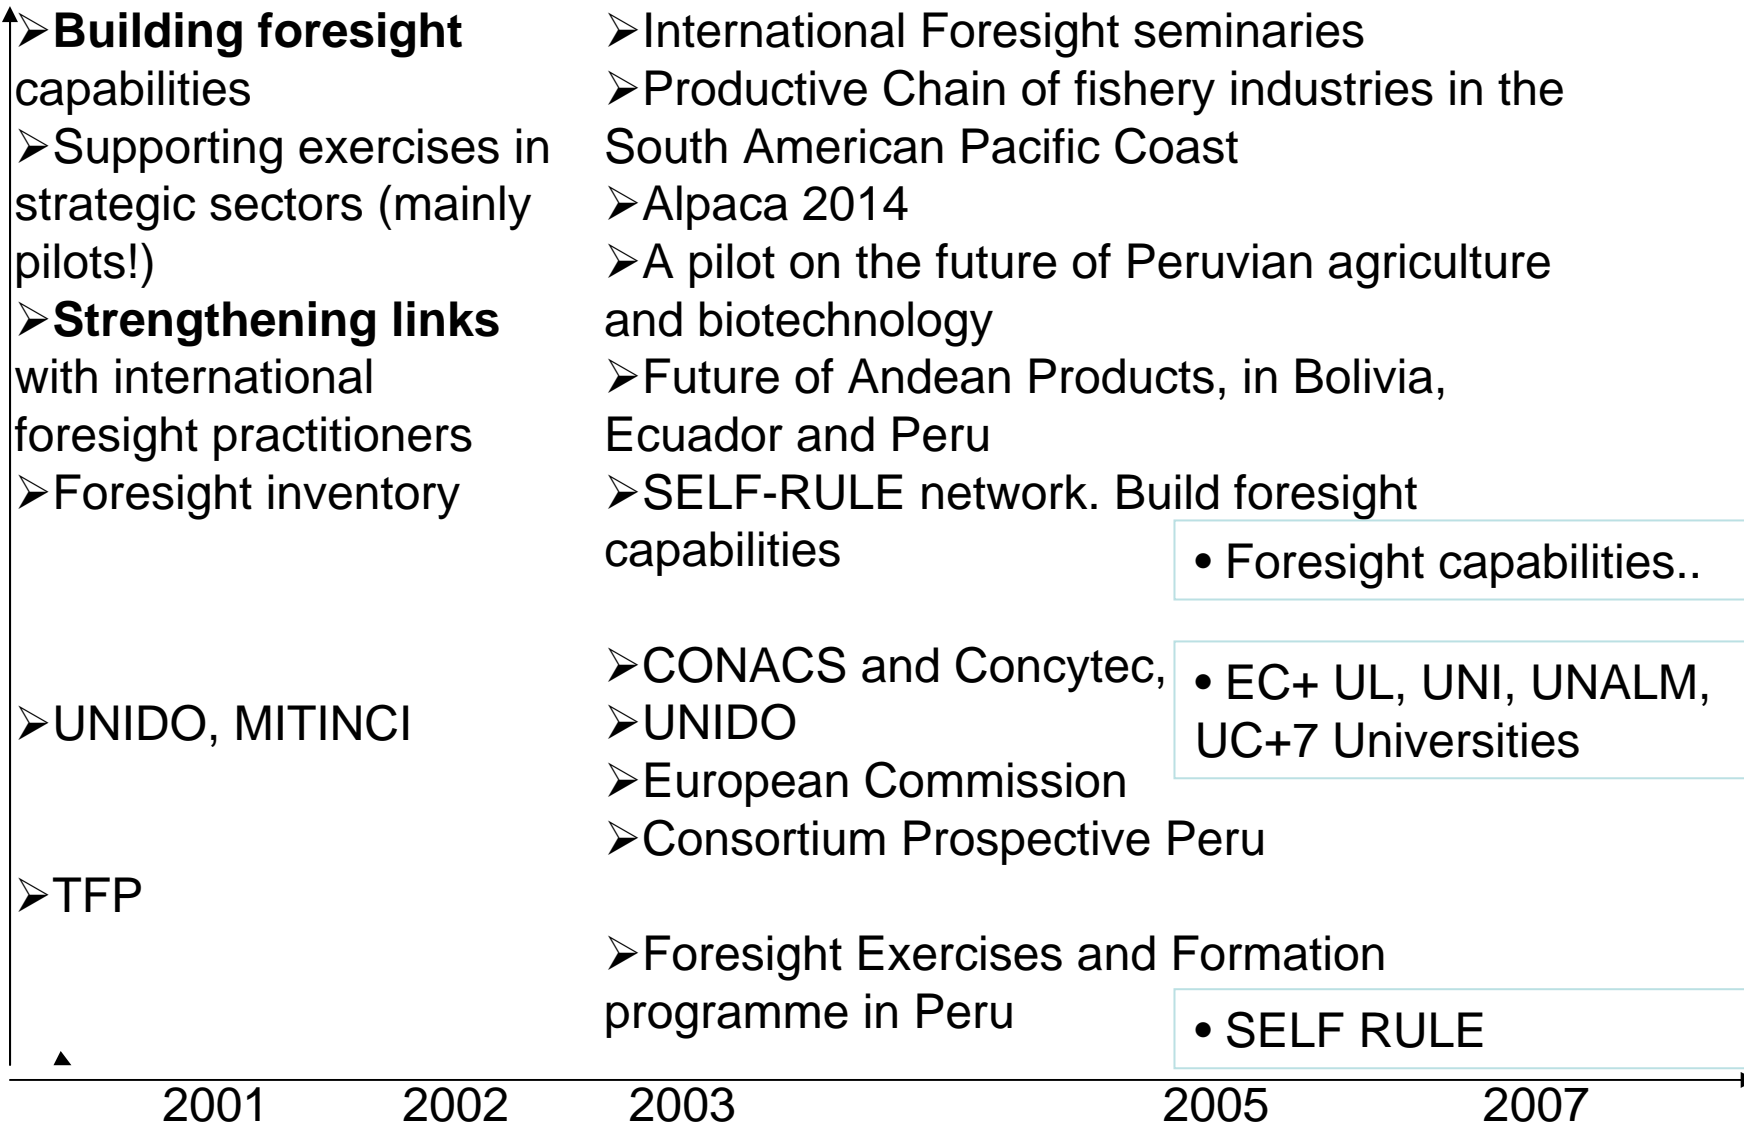 ➢Building foresight
capabilities
➢Supporting exercises in
strategic sectors (mainly
pilots!)
➢Strengthening links
with international
foresight practitioners
➢Foresight inventory
➢UNIDO, MITINCI
➢TFP
➢International Foresight seminaries
➢Productive Chain of fishery industries in the
South American Pacific Coast
➢Alpaca 2014
➢A pilot on the future of Peruvian agriculture
and biotechnology
➢Future of Andean Products, in Bolivia,
Ecuador and Peru
➢SELF-RULE network. Build foresight
capabilities
➢CONACS and Concytec,
➢UNIDO
➢European Commission
➢Consortium Prospective Peru
➢Foresight Exercises and Formation
programme in Peru
• Foresight capabilities..
• EC+ UL, UNI, UNALM,
UC+7 Universities
• SELF RULE
2001 2002 2003 2005 2007